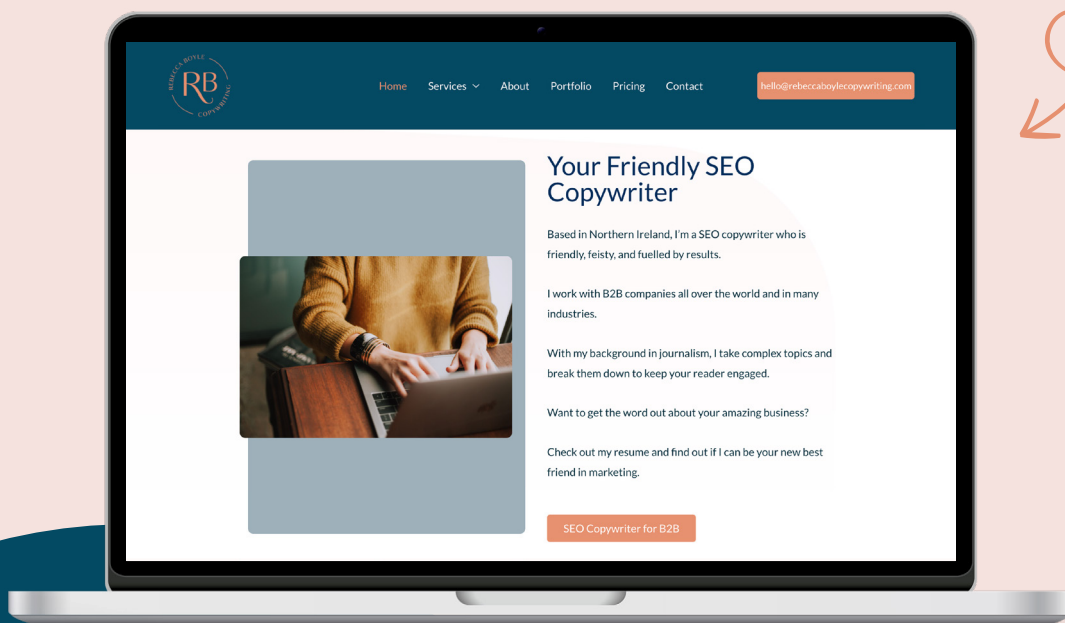 REBECCA BOYLE
RB
COPYWRITING
Home Services About Portfolio Pricing Contact
hello@rebeccaboylecopywriting.com
Your Friendly SEO
Copywriter
Based in Northern Ireland, I'm a SEO copywriter who is
friendly, feisty, and fuelled by results.
I work with B2B companies all over the world and in many
industries.
With my background in journalism, I take complex topics and
break them down to keep your reader engaged.
Want to get the word out about your amazing business?
Check out my resume and find out if I can be your new best
friend in marketing.
SEO Copywriter for B2B